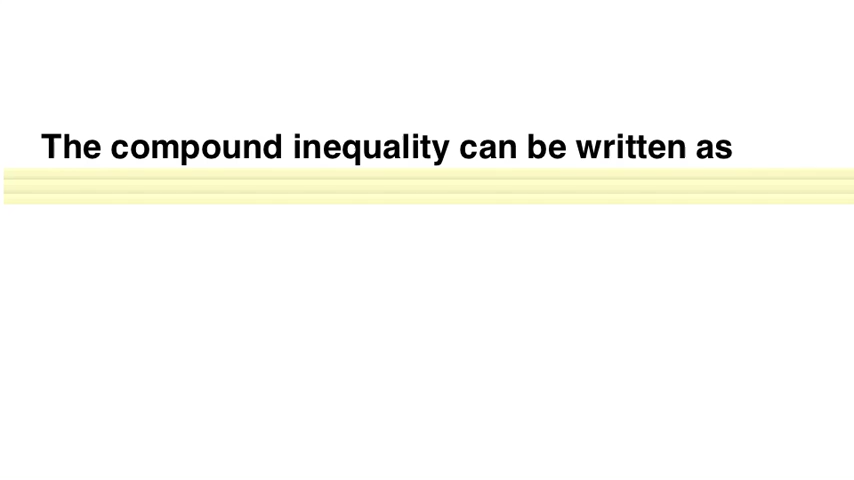 The compound inequality can be written as